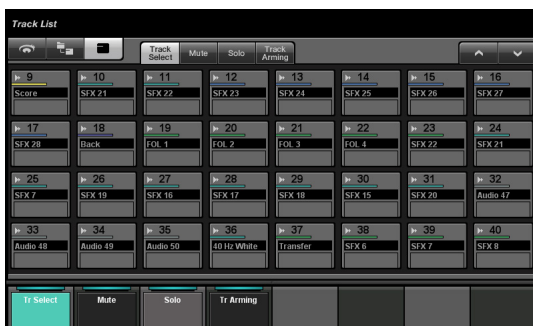 Track List
Track Select Mute Solo Track Arming
9 10 11 12 13 14 15 16
Score SFX 21 SFX 22 SFX 23 SFX 24 SFX 25 SFX 26 SFX 27
17 18 19 20 21 22 23 24
SFX 28 Back FOL 1 FOL 2 FOL 3 FOL 4 SFX 22 SFX 21
25 26 27 28 29 30 31 32
SFX 7 SFX 19 SFX 16 SFX 17 SFX 18 SFX 15 SFX 20 Audio 47
33 34 35 36 37 38 39 40
Audio 48 Audio 49 Audio 50 40 Hz White Transfer SFX 6 SFX 7 SFX 8
Tr Select Mute Solo Tr Arming